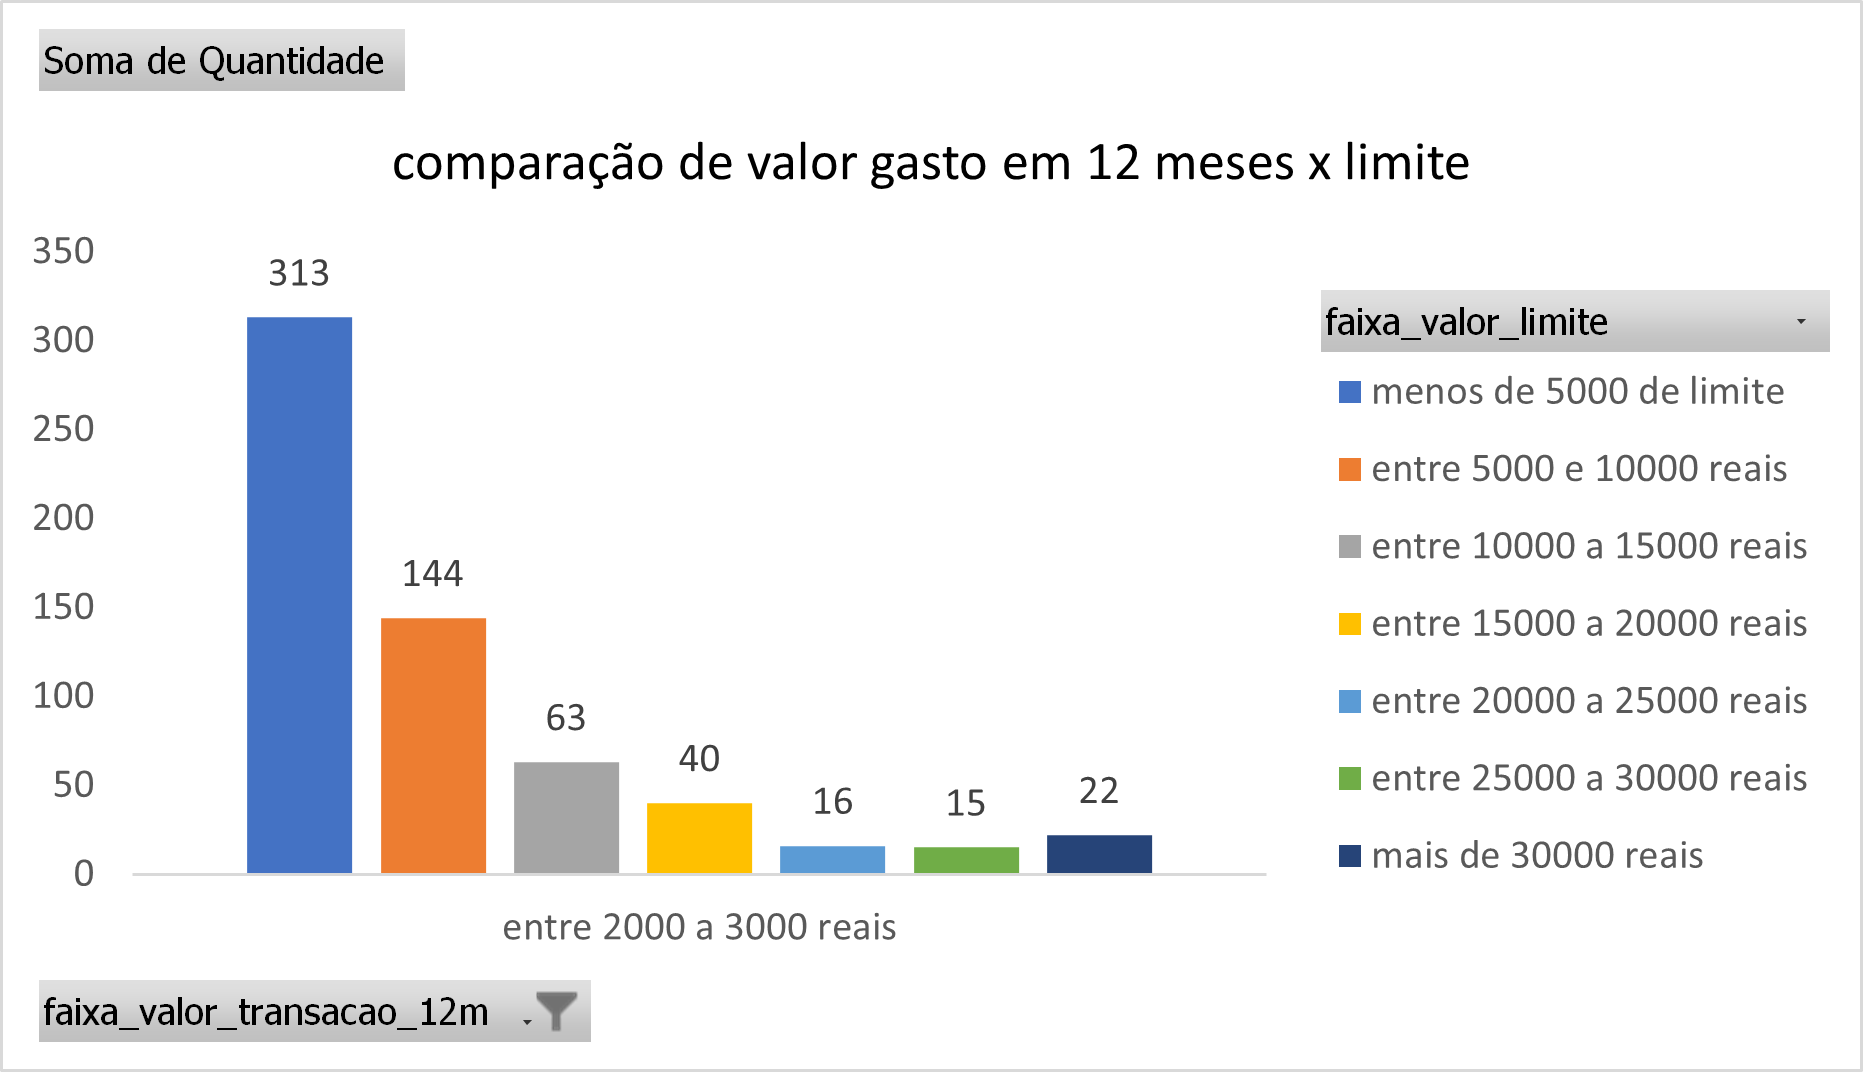 Soma de Quantidade
comparação de valor gasto em 12 meses x limite
350
300
250
200
150
100
50
0
313
144
63
40
16
15
22
entre 2000 a 3000 reais
faixa_valor_limite
menos de 5000 de limite
entre 5000 e 10000 reais
entre 10000 a 15000 reais
entre 15000 a 20000 reais
entre 20000 a 25000 reais
entre 25000 a 30000 reais
mais de 30000 reais
faixa_valor_transacao_12m